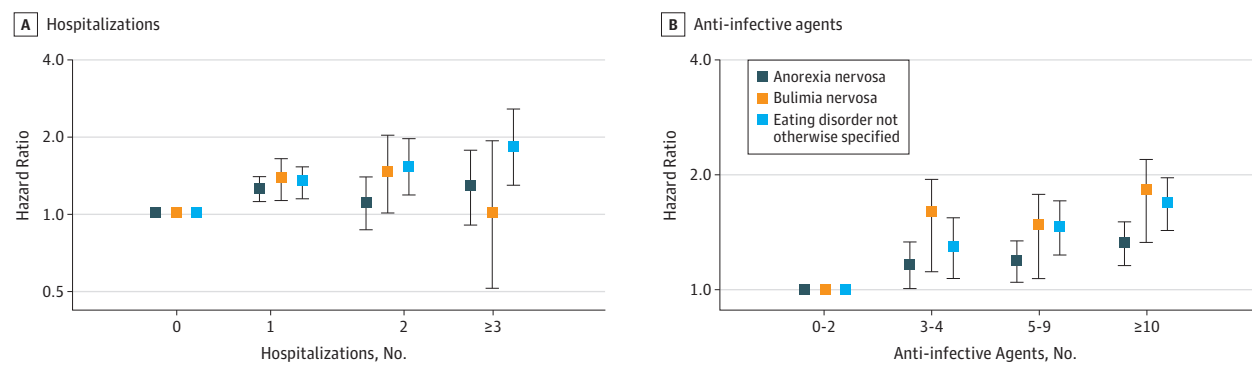 A Hospitalizations
4.0
2.0
1.0
0.5
Hazard Ratio
0 1 2 ≥3
Hospitalizations, No.
B Anti-infective agents
4.0
2.0
1.0
Hazard Ratio
Anorexia nervosa
Bulimia nervosa
Eating disorder not
otherwise specified
0-2 3-4 5-9 ≥10
Anti-infective Agents, No.